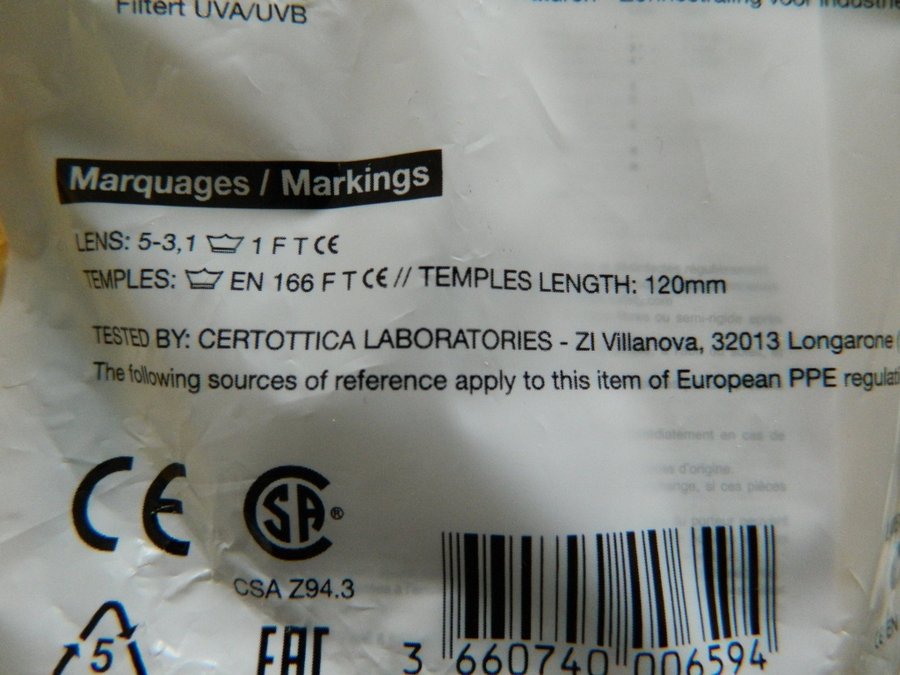 Filtert UVA/UVB
Marquages / Markings
LENS: 5-3,1 1 F T CE
TEMPLES: EN 166 F T CE // TEMPLES LENGTH: 120mm
TESTED BY: CERTOTTICA LABORATORIES - ZI Villanova, 32013 Longarone (
The following sources of reference apply to this item of European PPE regulati
CE
CSA®
CSA Z94.3
5
EAC
3 660740 006594